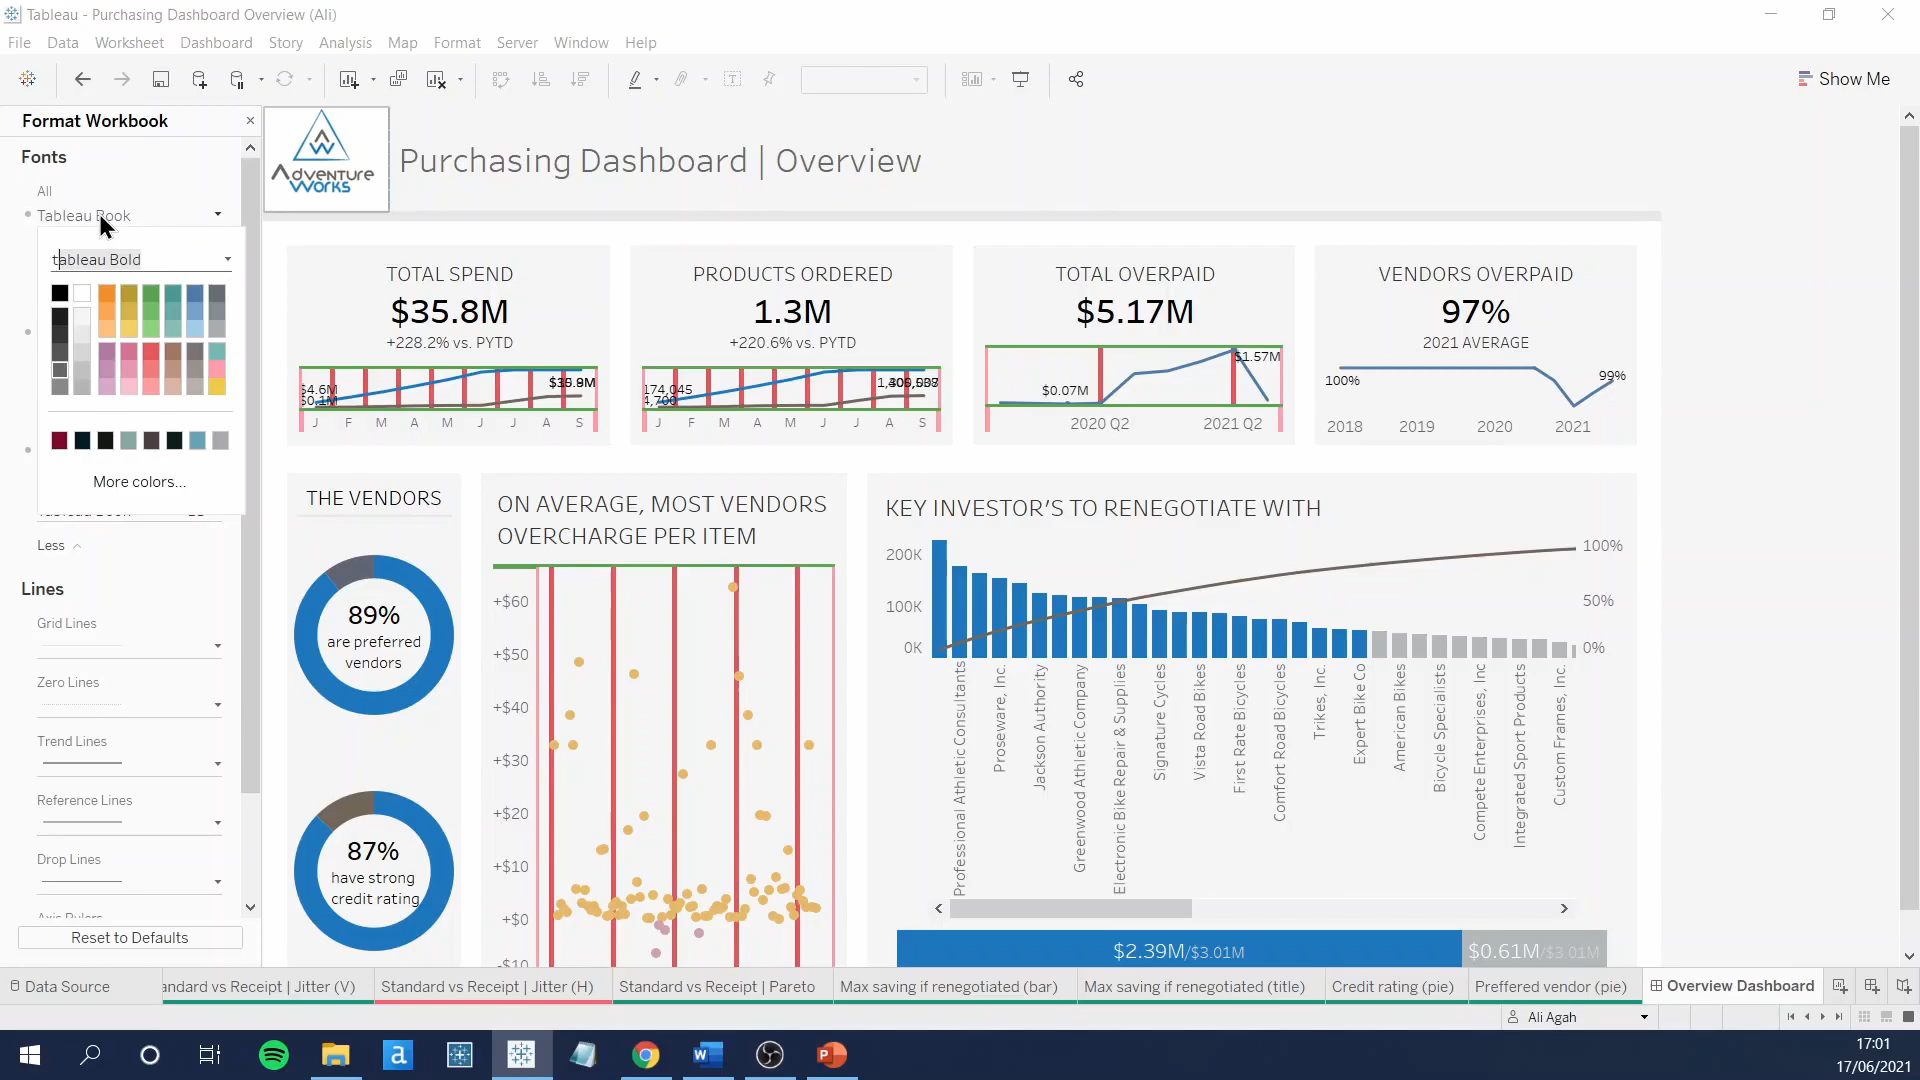 Tableau - Purchasing Dashboard Overview (Ali)
File Data Worksheet Dashboard Story Analysis Map Format Server Window Help
Show Me
Format Workbook
Fonts
All
Tableau Book
tableau Bold
More colors...
Less
Lines
Grid Lines
Zero Lines
Trend Lines
Reference Lines
Drop Lines
Reset to Defaults
ADVENTURE
WORKS
Purchasing Dashboard | Overview
TOTAL SPEND
$35.8M
+228.2% vs. PYTD
$4.6M
$0.1M
J F M A M J J A S
PRODUCTS ORDERED
1.3M
+220.6% vs. PYTD
174,045
4,700
J F M A M J J A S
TOTAL OVERPAID
$5.17M
$1.57M
$0.07M
2020 Q2 2021 Q2
VENDORS OVERPAID
97%
2021 AVERAGE
100%
99%
2018 2019 2020 2021
THE VENDORS
89%
are preferred
vendors
87%
have strong
credit rating
ON AVERAGE, MOST VENDORS
OVERCHARGE PER ITEM
+$60
+$50
+$40
+$30
+$20
+$10
+$0
-$10
KEY INVESTOR'S TO RENEGOTIATE WITH
200K
100K
0K
100%
50%
0%
Professional Athletic Consultants
Proseware, Inc.
Jackson Authority
Greenwood Athletic Company
Electronic Bike Repair & Supplies
Signature Cycles
Vista Road Bikes
First Rate Bicycles
Comfort Road Bicycles
Trikes, Inc.
Expert Bike Co
American Bikes
Bicycle Specialists
Compete Enterprises, Inc
Integrated Sport Products
Custom Frames, Inc.
$2.39M/$3.01M
$0.61M/$3.01M
Data Source
andard vs Receipt | Jitter (V)
Standard vs Receipt | Jitter (H)
Standard vs Receipt | Pareto
Max saving if renegotiated (bar)
Max saving if renegotiated (title)
Credit rating (pie)
Preffered vendor (pie)
Overview Dashboard
Ali Agah
17:01
17/06/2021